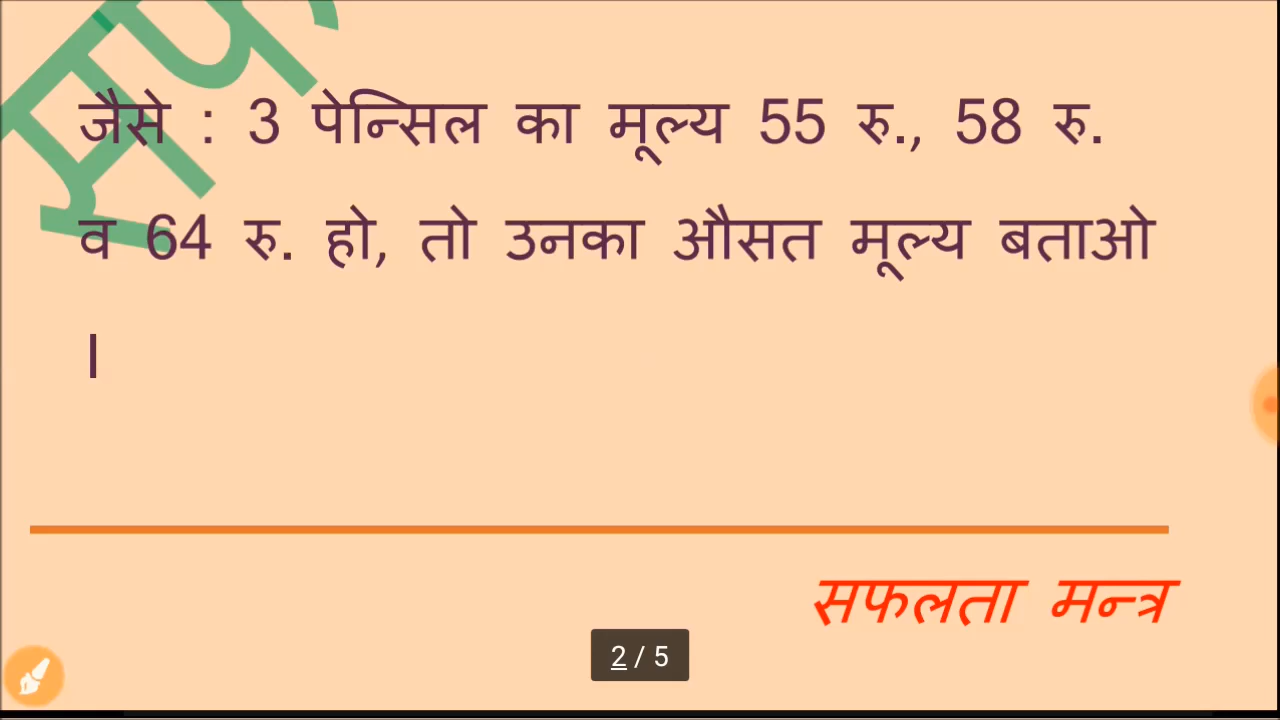 जैसे : 3 पेन्सिल का मूल्य 55 रु., 58 रु.
व 64 रु. हो, तो उनका औसत मूल्य बताओ
।
सफलता मन्त्र
2 / 5